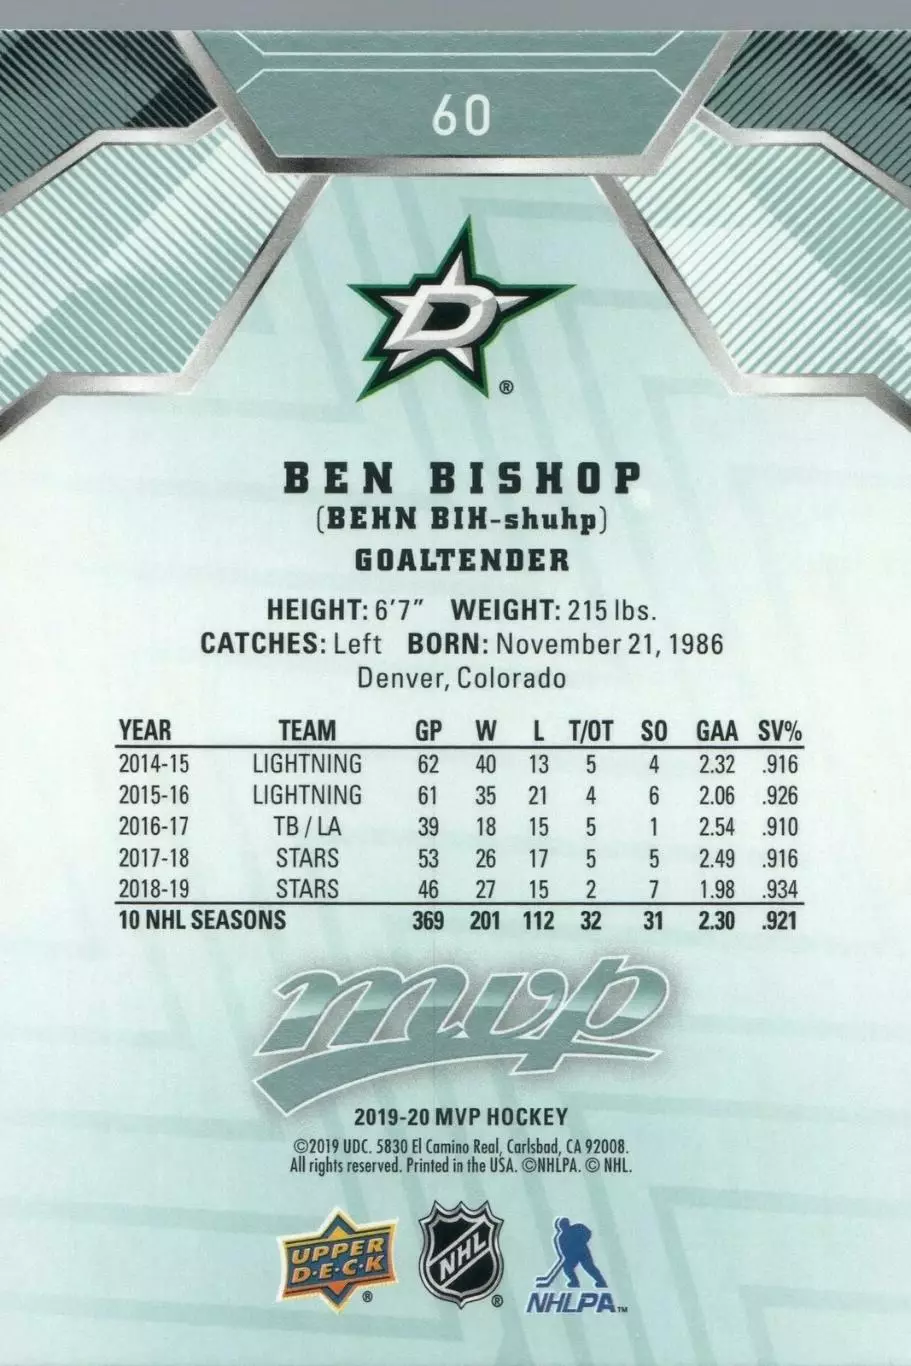 60
D
®
BEN BISHOP
(BEHN BIH-shuhp)
GOALTENDER
HEIGHT: 6'7" WEIGHT: 215 lbs.
CATCHES: Left BORN: November 21, 1986
Denver, Colorado
YEAR TEAM GP W L T/OT SO GAA SV%
2014-15 LIGHTNING 62 40 13 5 4 2.32 .916
2015-16 LIGHTNING 61 35 21 4 6 2.06 .926
2016-17 TB / LA 39 18 15 5 1 2.54 .910
2017-18 STARS 53 26 17 5 5 2.49 .916
2018-19 STARS 46 27 15 2 7 1.98 .934
10 NHL SEASONS 369 201 112 32 31 2.30 .921
mvp
2019-20 MVP HOCKEY
©2019 UDC. 5830 El Camino Real, Carlsbad, CA 92008.
All rights reserved. Printed in the USA. ©NHLPA. © NHL.
UPPER
D·E·C·K
®
NHL
®
NHLPA™